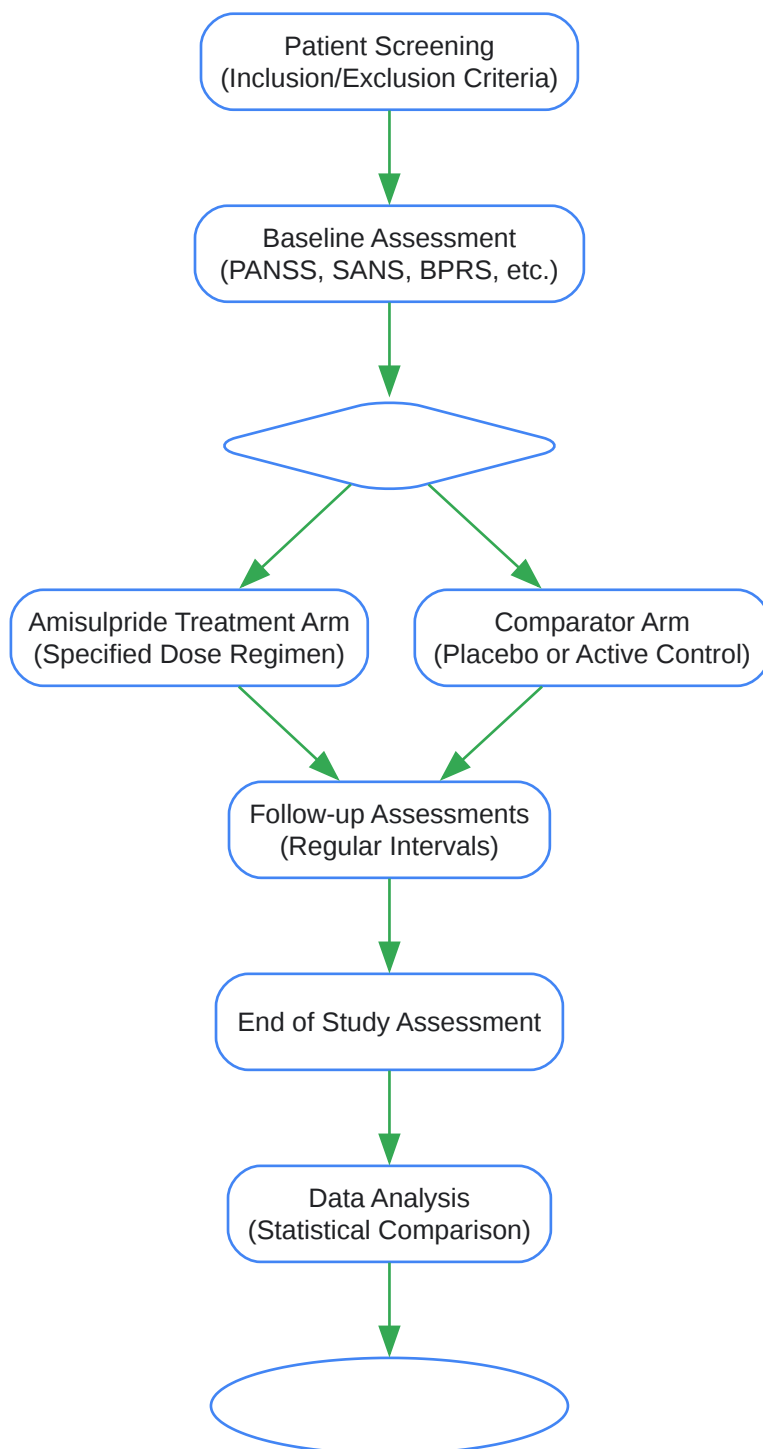 Patient Screening
(Inclusion/Exclusion Criteria)
Baseline Assessment
(PANSS, SANS, BPRS, etc.)
Amisulpride Treatment Arm
(Specified Dose Regimen)
Comparator Arm
(Placebo or Active Control)
Follow-up Assessments
(Regular Intervals)
End of Study Assessment
Data Analysis
(Statistical Comparison)